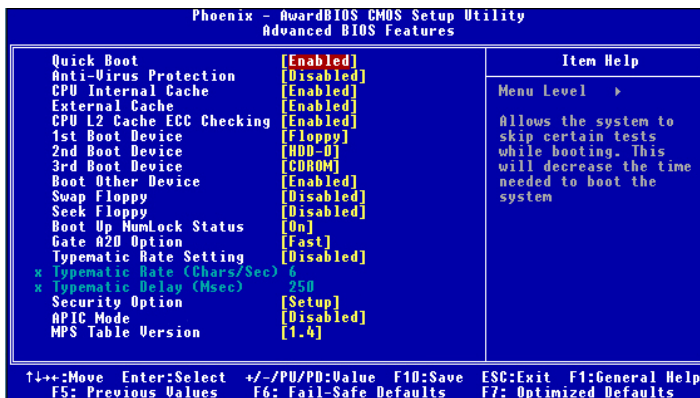 Phoenix - AwardBIOS CMOS Setup Utility
Advanced BIOS Features
Quick Boot [Enabled]
Anti-Virus Protection [Disabled]
CPU Internal Cache [Enabled]
External Cache [Enabled]
CPU L2 Cache ECC Checking [Enabled]
1st Boot Device [Floppy]
2nd Boot Device [HDD-0]
3rd Boot Device [CDROM]
Boot Other Device [Enabled]
Swap Floppy [Disabled]
Seek Floppy [Disabled]
Boot Up NumLock Status [On]
Gate A20 Option [Fast]
Typematic Rate Setting [Disabled]
x Typematic Rate (Chars/Sec) 6
x Typematic Delay (Msec) 250
Security Option [Setup]
APIC Mode [Disabled]
MPS Table Version [1.4]
Item Help
Menu Level ▸
Allows the system to
skip certain tests
while booting. This
will decrease the time
needed to boot the
system
↑↓→←:Move Enter:Select +/-/PU/PD:Value F10:Save ESC:Exit F1:General Help
F5: Previous Values F6: Fail-Safe Defaults F7: Optimized Defaults